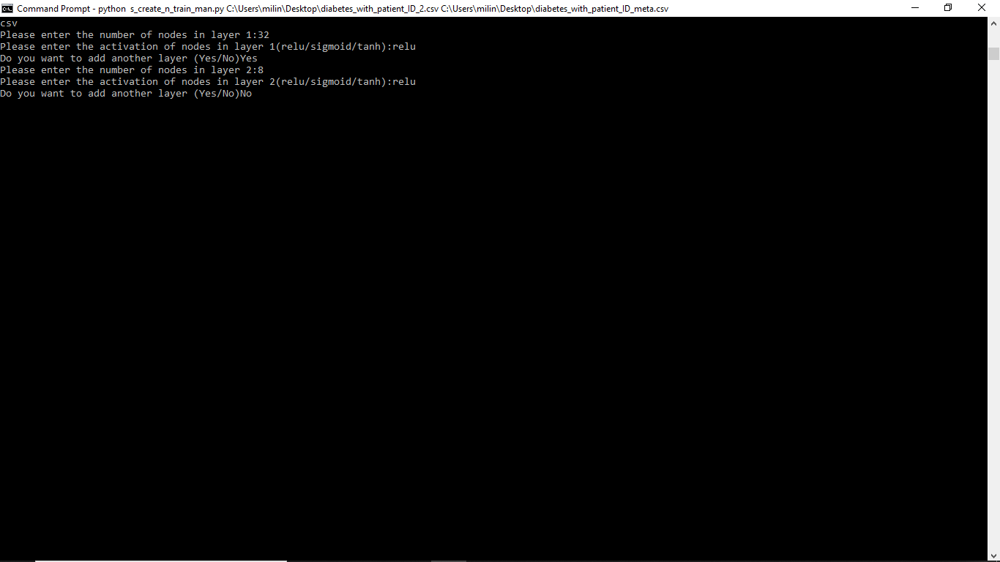 Command Prompt - python  s_create_n_train_man.py C:\Users\milin\Desktop\diabetes_with_patient_ID_2.csv C:\Users\milin\Desktop\diabetes_with_patient_ID_meta.csv
csv
Please enter the number of nodes in layer 1:32
Please enter the activation of nodes in layer 1(relu/sigmoid/tanh):relu
Do you want to add another layer (Yes/No)Yes
Please enter the number of nodes in layer 2:8
Please enter the activation of nodes in layer 2(relu/sigmoid/tanh):relu
Do you want to add another layer (Yes/No)No